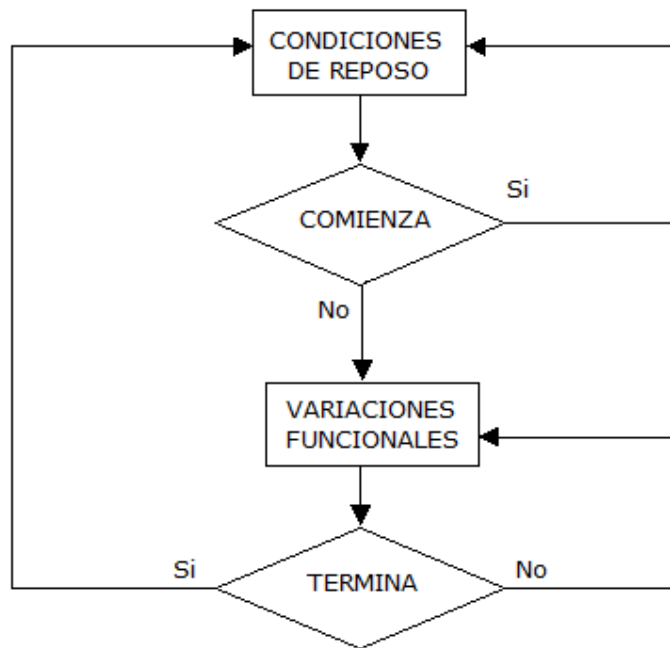 CONDICIONES
DE REPOSO
Si
COMIENZA
No
VARIACIONES
FUNCIONALES
Si
No
TERMINA